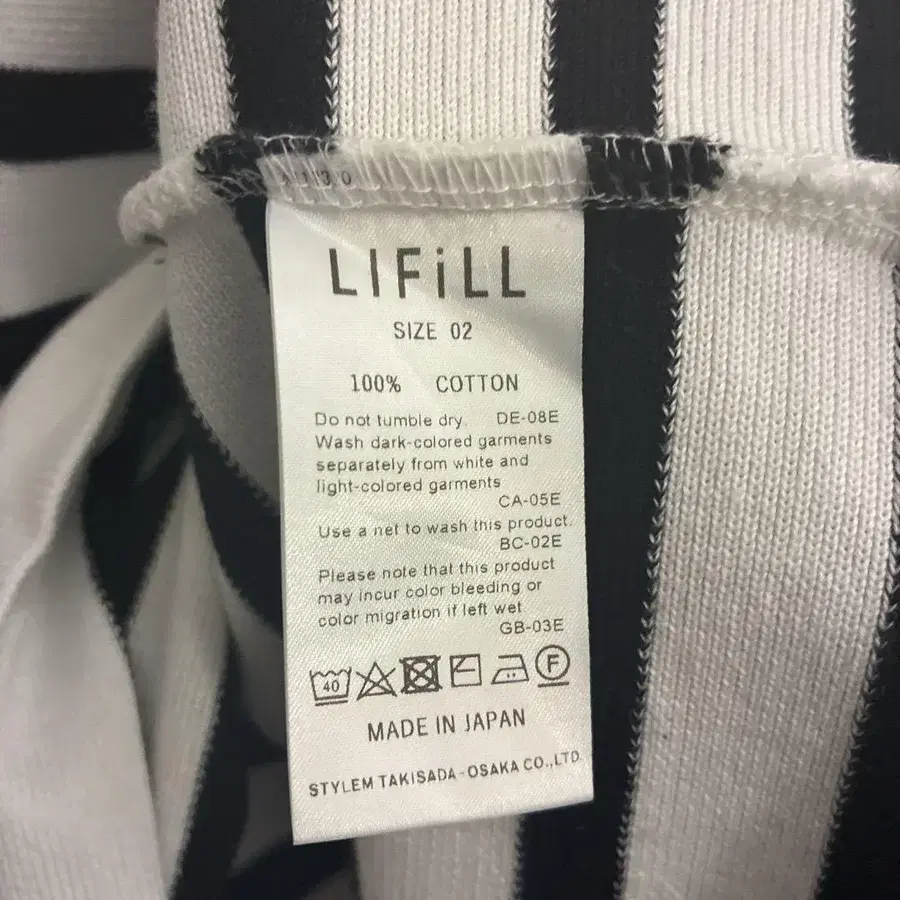 LIFiLL
SIZE 02
100% COTTON
Do not tumble dry. DE-08E
Wash dark-colored garments
separately from white and
light-colored garments
CA-05E
Use a net to wash this product.
BC-02E
Please note that this product
may incur color bleeding or
color migration if left wet
GB-03E
40
F
MADE IN JAPAN
STYLEM TAKISADA-OSAKA CO.,LTD.